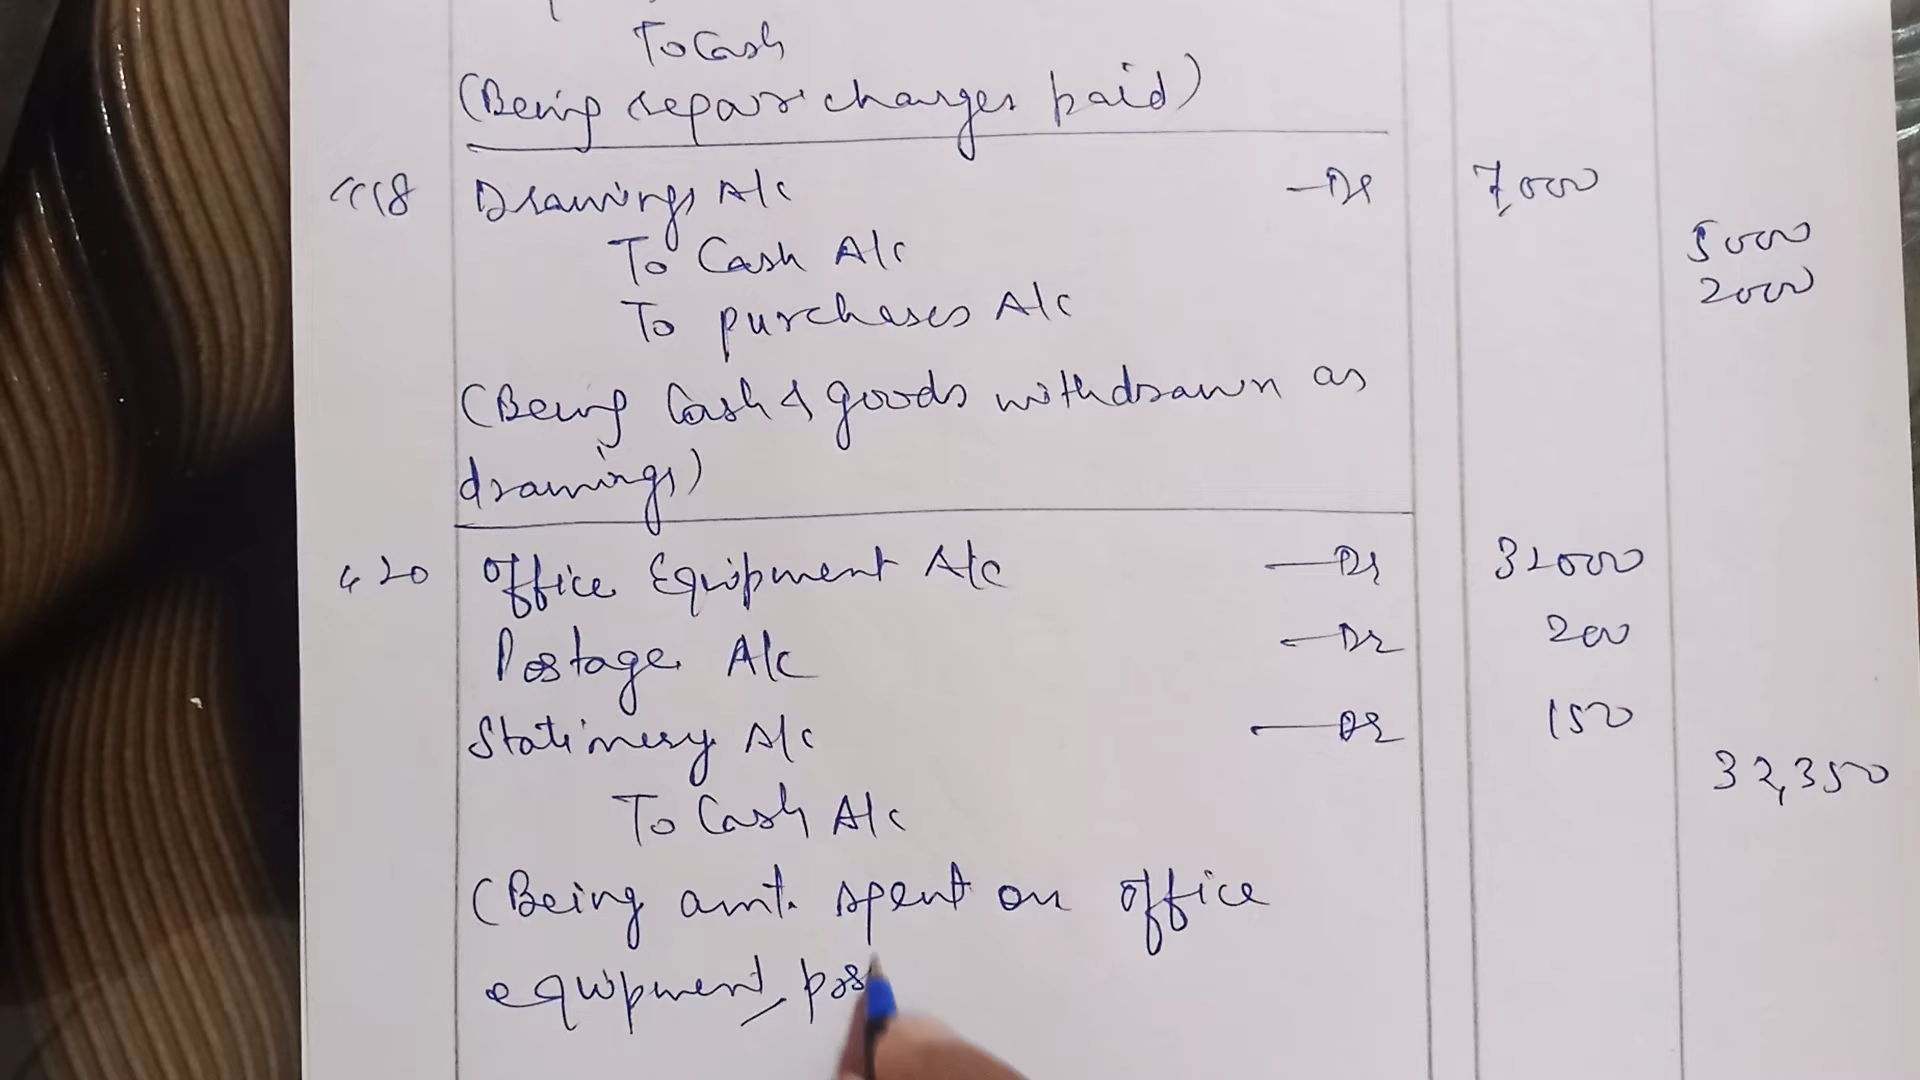 To Cash
(Being repair charges paid)
"18 Drawings A/c —Dr 7,000
To Cash A/c 5000
To purchases A/c 2000
(Being Cash & goods withdrawn as
drawings)
"20 Office Equipment A/c —Dr 32000
Postage A/c —Dr 200
Stationery A/c —Dr 150
To Cash A/c 32,350
(Being amt. spent on office
equipment, pos